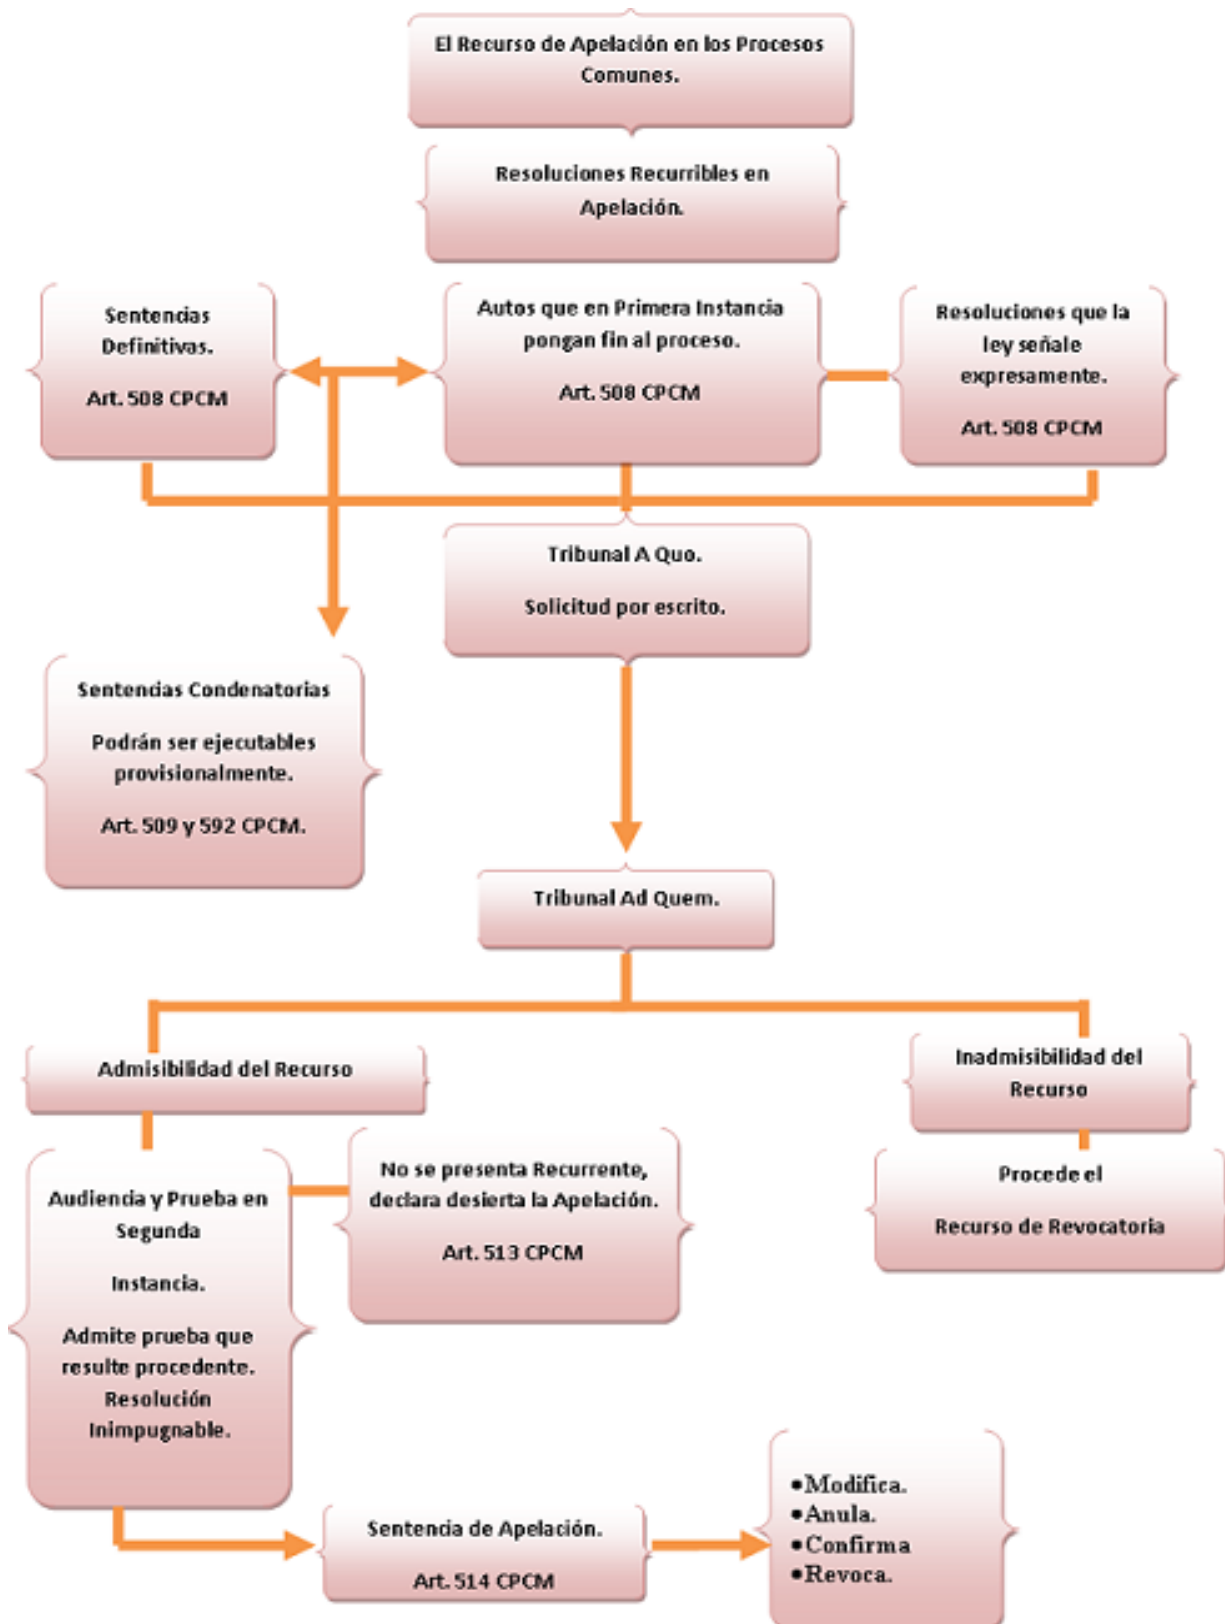 El Recurso de Apelación en los Procesos
Comunes.
Resoluciones Recurribles en
Apelación.
Sentencias
Definitivas.
Art. 508 CPCM
Autos que en Primera Instancia
pongan fin al proceso.
Art. 508 CPCM
Resoluciones que la
ley señale
expresamente.
Art. 508 CPCM
Tribunal A Quo.
Solicitud por escrito.
Sentencias Condenatorias
Podrán ser ejecutables
provisionalmente.
Art. 509 y 592 CPCM.
Tribunal Ad Quem.
Admisibilidad del Recurso
Inadmisibilidad del
Recurso
Audiencia y Prueba en
Segunda
Instancia.
Admite prueba que
resulte procedente.
Resolución
Inimpugnable.
No se presenta Recurrente,
declara desierta la Apelación.
Art. 513 CPCM
Procede el
Recurso de Revocatoria
Sentencia de Apelación.
Art. 514 CPCM
•Modifica.
•Anula.
•Confirma
•Revoca.